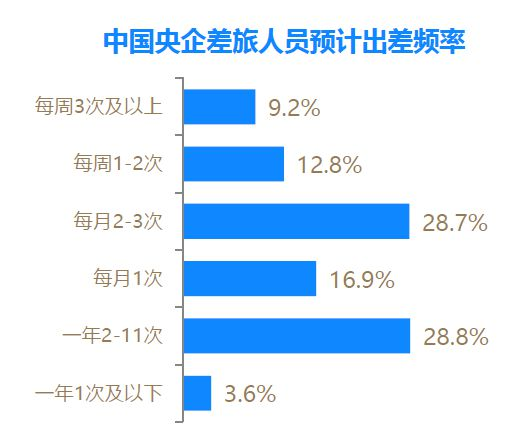 中国央企差旅人员预计出差频率
每周3次及以上 9.2%
每周1-2次 12.8%
每月2-3次 28.7%
每月1次 16.9%
一年2-11次 28.8%
一年1次及以下 3.6%